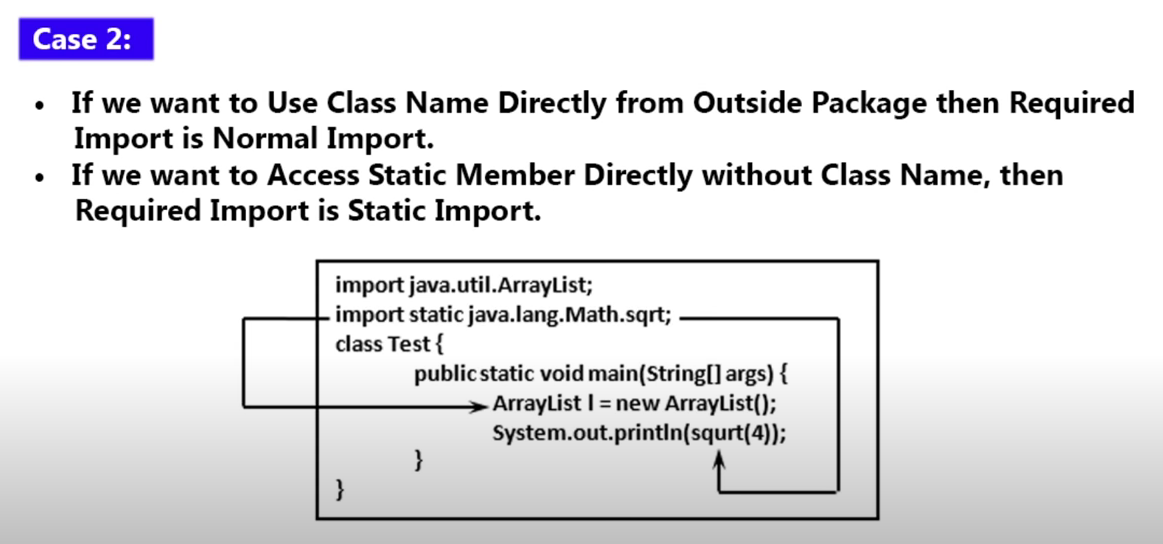 Case 2:
• If we want to Use Class Name Directly from Outside Package then Required
Import is Normal Import.
• If we want to Access Static Member Directly without Class Name, then
Required Import is Static Import.
import java.util.ArrayList;
import static java.lang.Math.sqrt;
class Test {
public static void main(String[] args) {
ArrayList l = new ArrayList();
System.out.println(squrt(4));
}
}